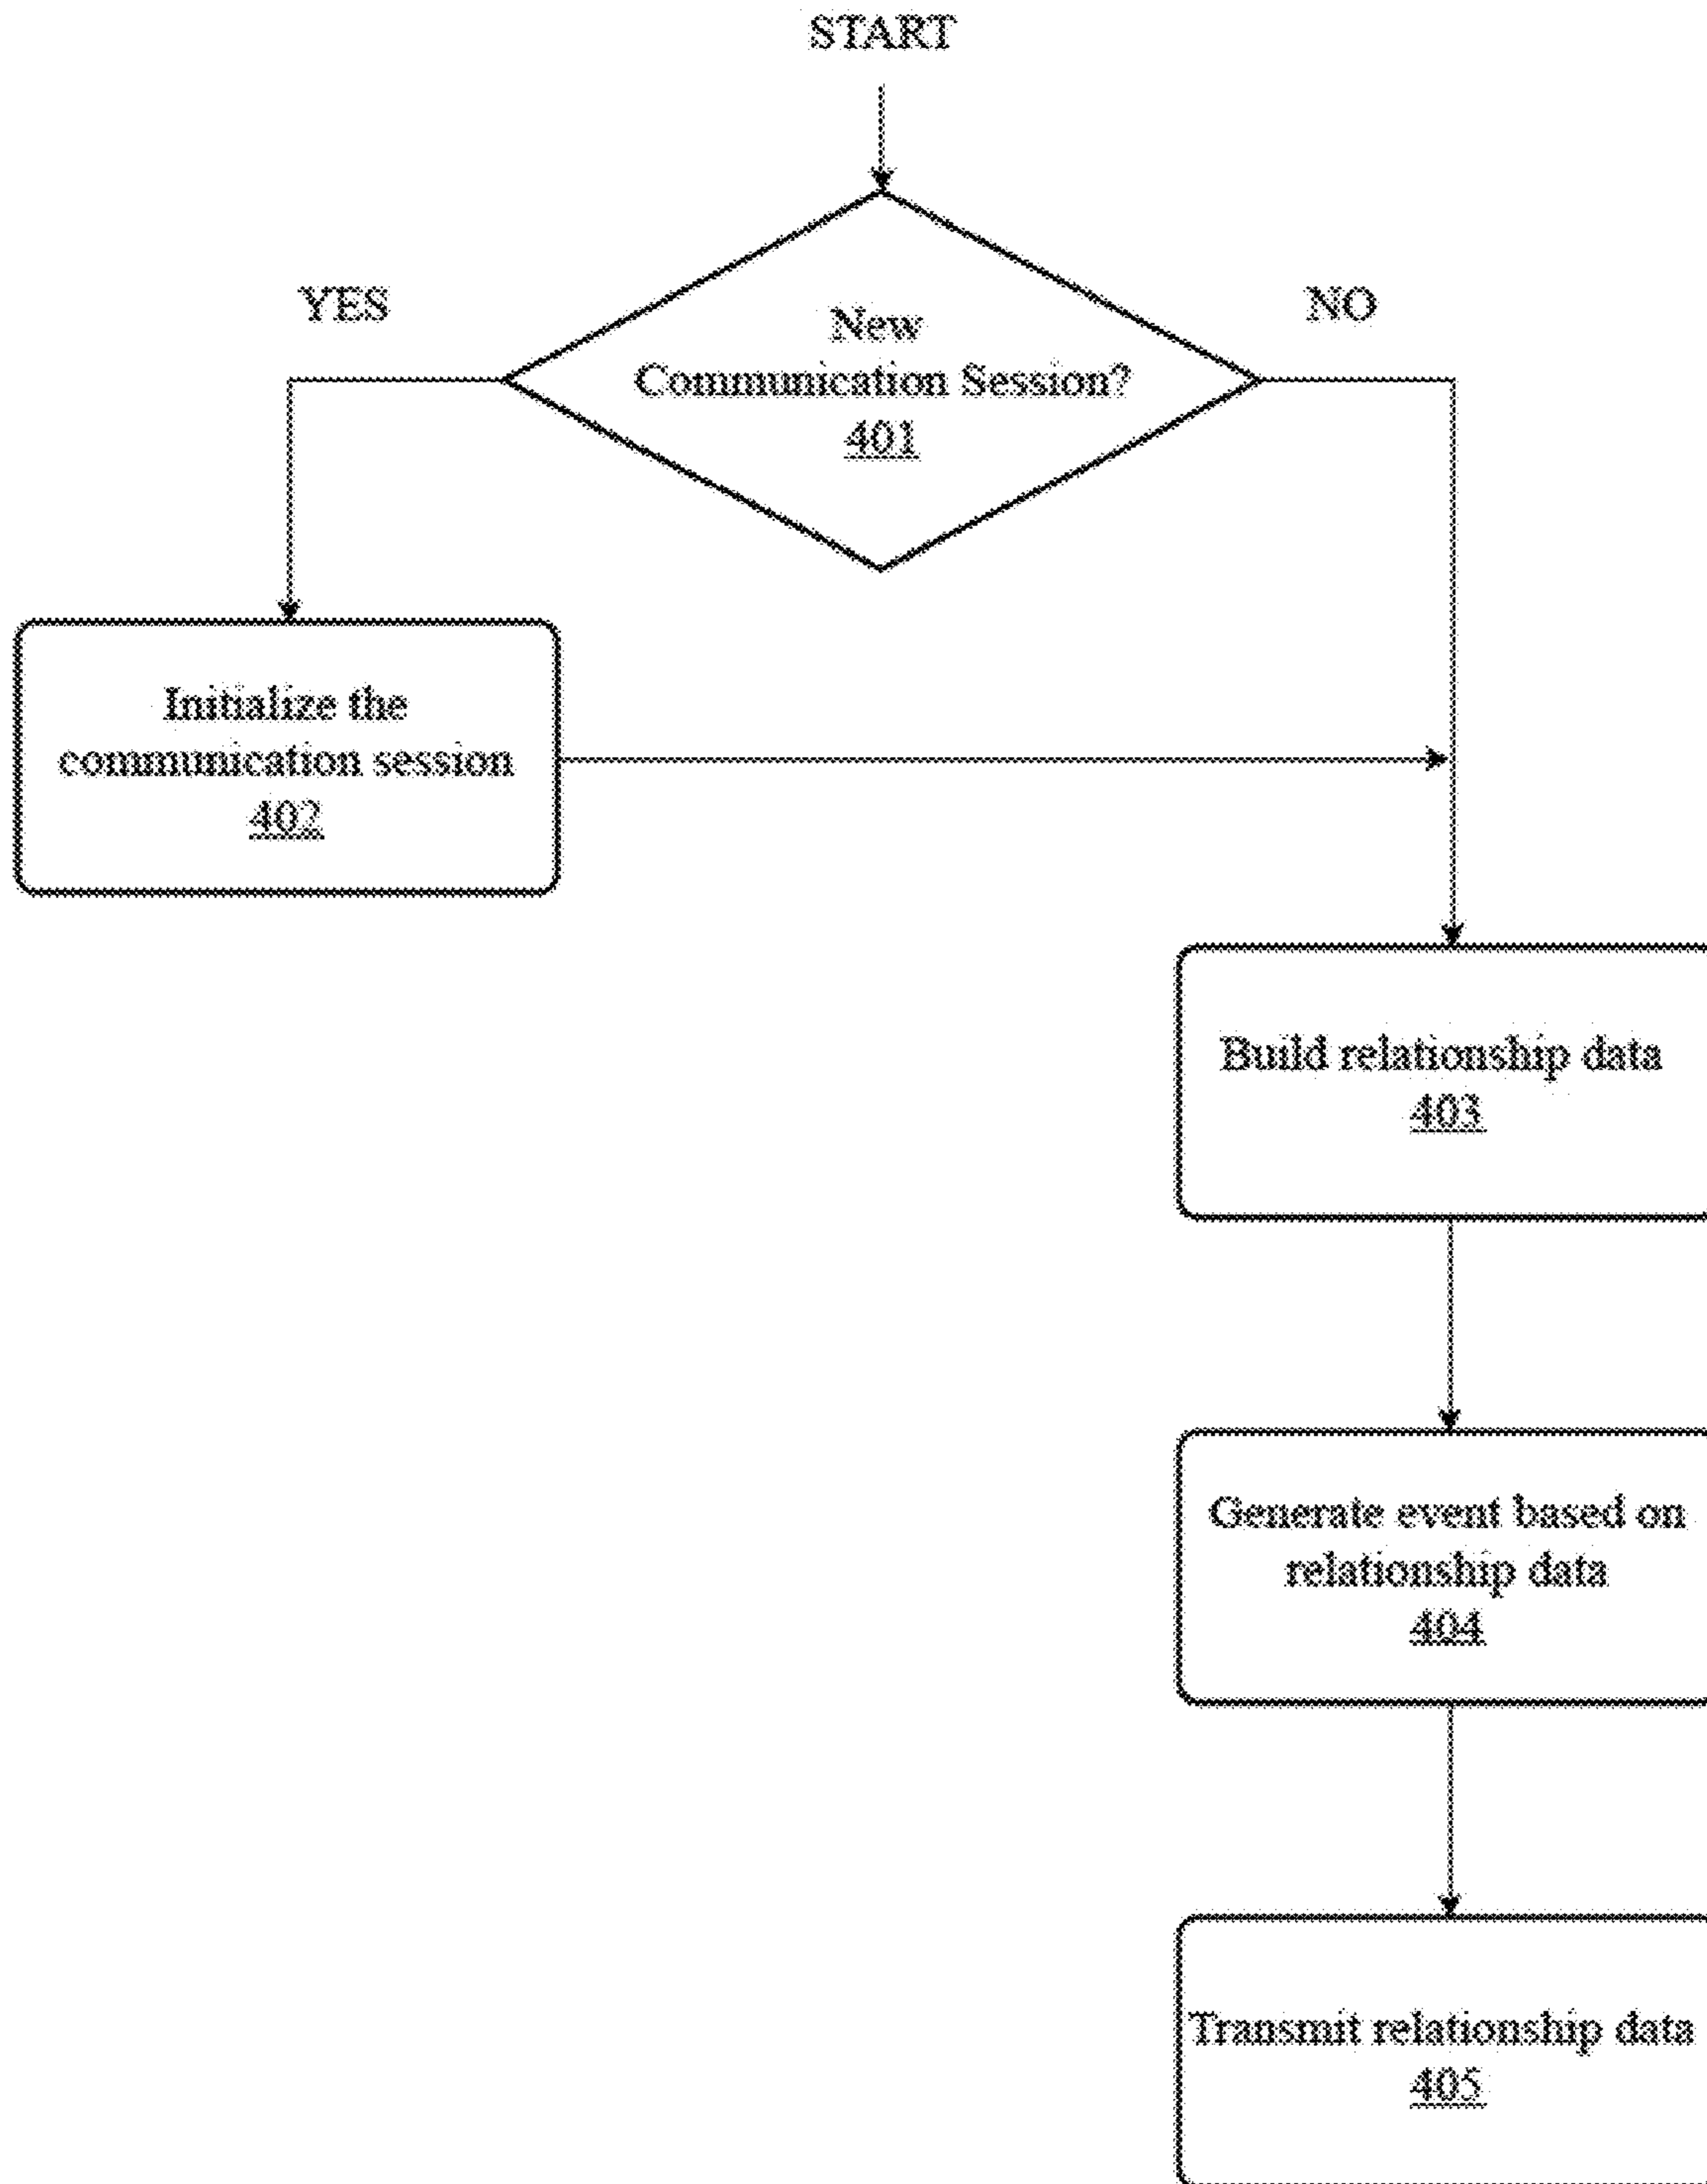 START
YES
NO
New
Communication Session?
401
Initialize the
communication session
402
Build relationship data
403
Generate event based on
relationship data
404
Transmit relationship data
405